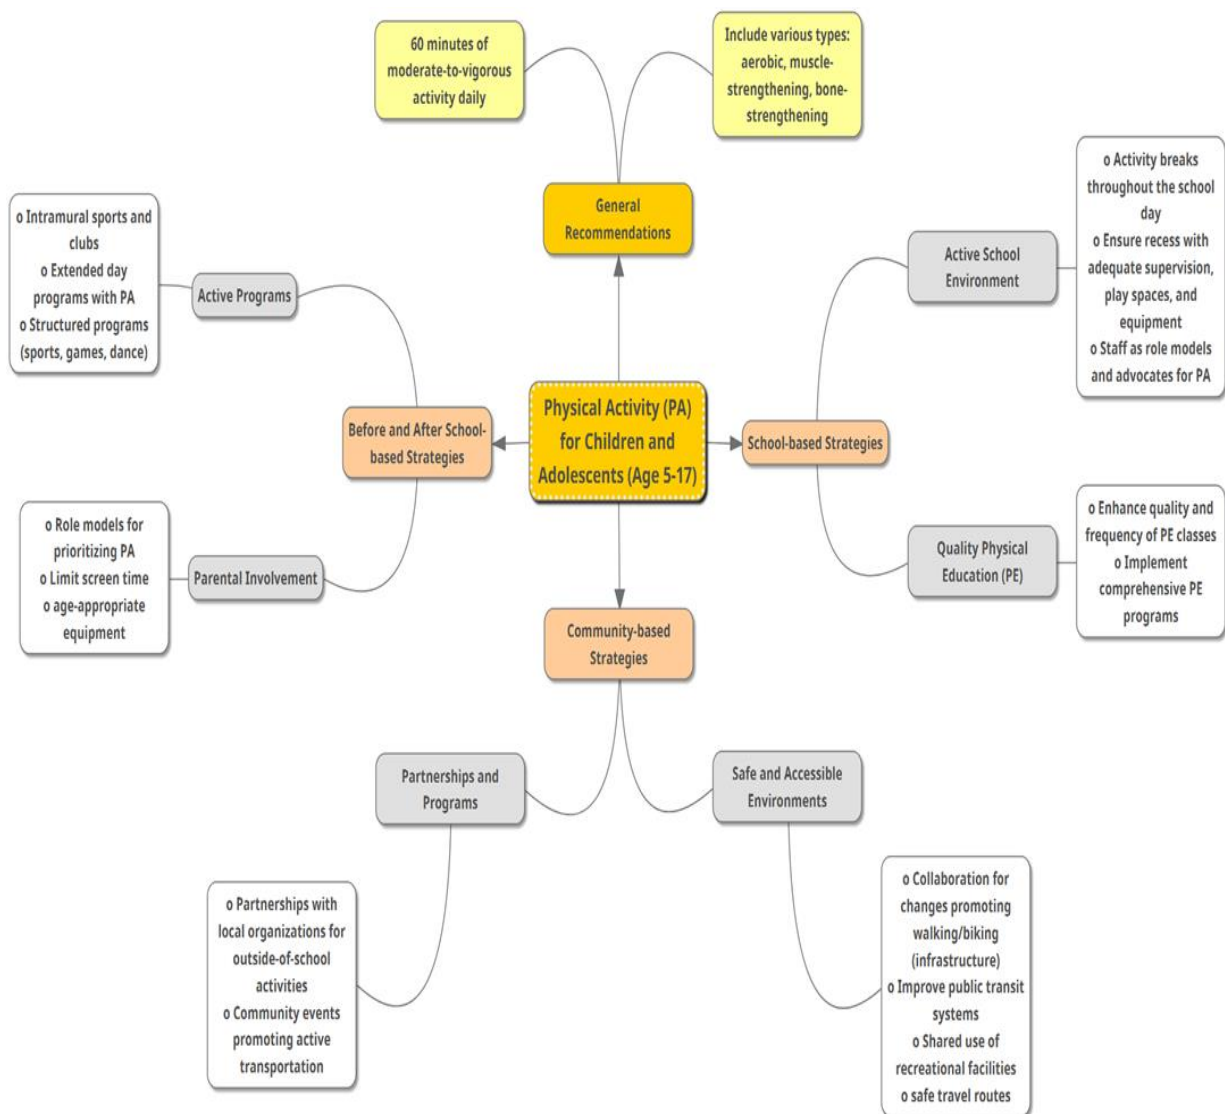 60 minutes of
moderate-to-vigorous
activity daily
Include various types:
aerobic, muscle-
strengthening, bone-
strengthening
General
Recommendations
o Activity breaks
throughout the school
day
o Ensure recess with
adequate supervision,
play spaces, and
equipment
o Staff as role models
and advocates for PA
Active School
Environment
o Intramural sports and
clubs
o Extended day
programs with PA
o Structured programs
(sports, games, dance)
Active Programs
Physical Activity (PA)
for Children and
Adolescents (Age 5-17)
Before and After School-
based Strategies
School-based Strategies
o Role models for
prioritizing PA
o Limit screen time
o age-appropriate
equipment
Parental Involvement
Quality Physical
Education (PE)
o Enhance quality and
frequency of PE classes
o Implement
comprehensive PE
programs
Community-based
Strategies
Partnerships and
Programs
Safe and Accessible
Environments
o Partnerships with
local organizations for
outside-of-school
activities
o Community events
promoting active
transportation
o Collaboration for
changes promoting
walking/biking
(infrastructure)
o Improve public transit
systems
o Shared use of
recreational facilities
o safe travel routes